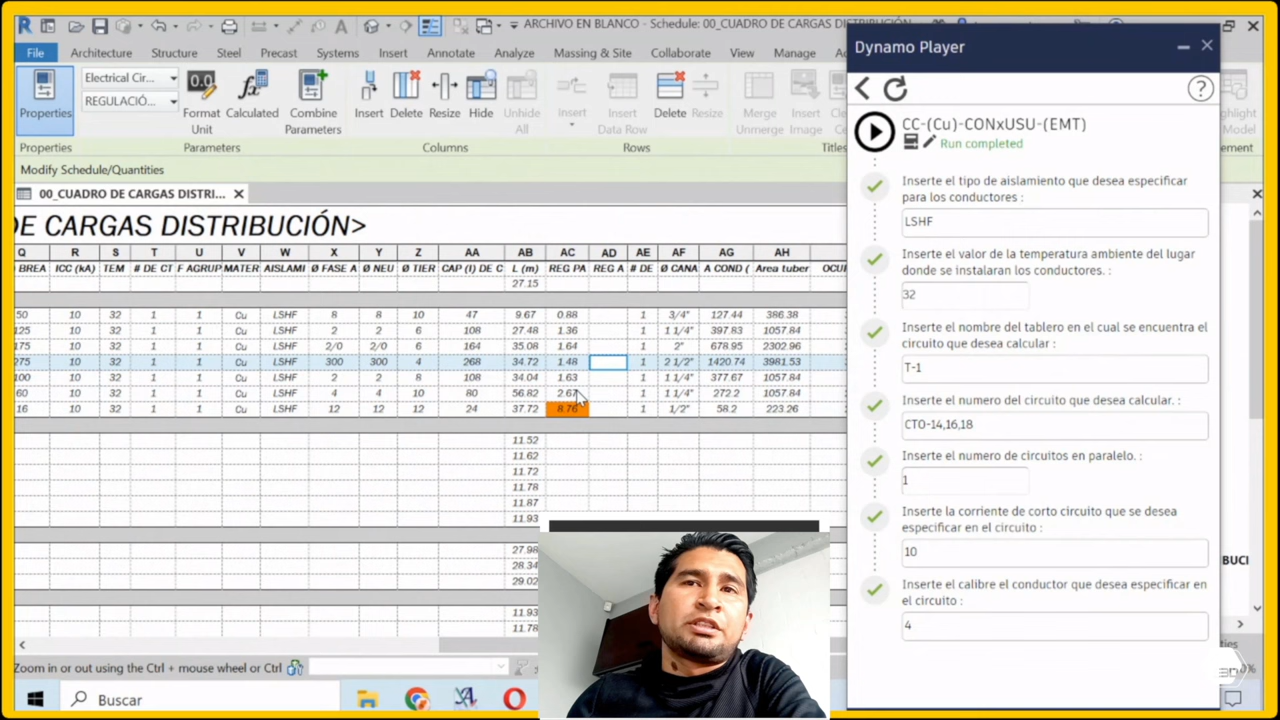 ARCHIVO EN BLANCO - Schedule: 00_CUADRO DE CARGAS DISTRIBUCIÓN
File Architecture Structure Steel Precast Systems Insert Annotate Analyze Massing & Site Collaborate View Manage
Electrical Cir...
REGULACIÓ...
Properties
Format Unit
Calculated
Combine Parameters
Insert Delete Resize Hide Unhide All
Insert
Insert Data Row
Delete Resize
Merge Unmerge
Insert Image
Properties Parameters Columns Rows
Modify Schedule/Quantities
00_CUADRO DE CARGAS DISTRI...
DE CARGAS DISTRIBUCIÓN>
Q R S T U V W X Y Z AA AB AC AD AE AF AG AH
BREA ICC (kA) TEM # DE CT F AGRUP MATER AISLAMI Ø FASE A Ø NEU Ø TIER CAP (I) DE C L (m) REG PA REG A # DE Ø CANA A COND ( Area tuber
27.15
50 10 32 1 1 Cu LSHF 8 8 10 47 9.67 0.88 1 3/4" 127.44 386.38
125 10 32 1 1 Cu LSHF 2 2 6 108 27.48 1.36 1 1 1/4" 397.83 1057.84
175 10 32 1 1 Cu LSHF 2/0 2/0 6 164 35.08 1.64 1 2" 678.95 2302.96
275 10 32 1 1 Cu LSHF 300 300 4 268 34.72 1.48 1 2 1/2" 1420.74 3981.53
100 10 32 1 1 Cu LSHF 2 2 8 108 34.04 1.63 1 1 1/4" 377.67 1057.84
60 10 32 1 1 Cu LSHF 4 4 10 80 56.82 2.67 1 1 1/4" 272.2 1057.84
16 10 32 1 1 Cu LSHF 12 12 12 24 37.72 8.76 1 1/2" 58.2 223.26
11.52
11.62
11.72
11.78
11.87
11.93
27.98
28.34
29.02
11.93
11.78
Zoom in or out using the Ctrl + mouse wheel or Ctrl
Buscar
Dynamo Player
CC-(Cu)-CONxUSU-(EMT)
Run completed
Inserte el tipo de aislamiento que desea especificar
para los conductores :
LSHF
Inserte el valor de la temperatura ambiente del lugar
donde se instalaran los conductores. :
32
Inserte el nombre del tablero en el cual se encuentra el
circuito que desea calcular :
T-1
Inserte el numero del circuito que desea calcular. :
CTO-14,16,18
Inserte el numero de circuitos en paralelo. :
1
Inserte la corriente de corto circuito que se desea
especificar en el circuito :
10
Inserte el calibre el conductor que desea especificar en
el circuito :
4